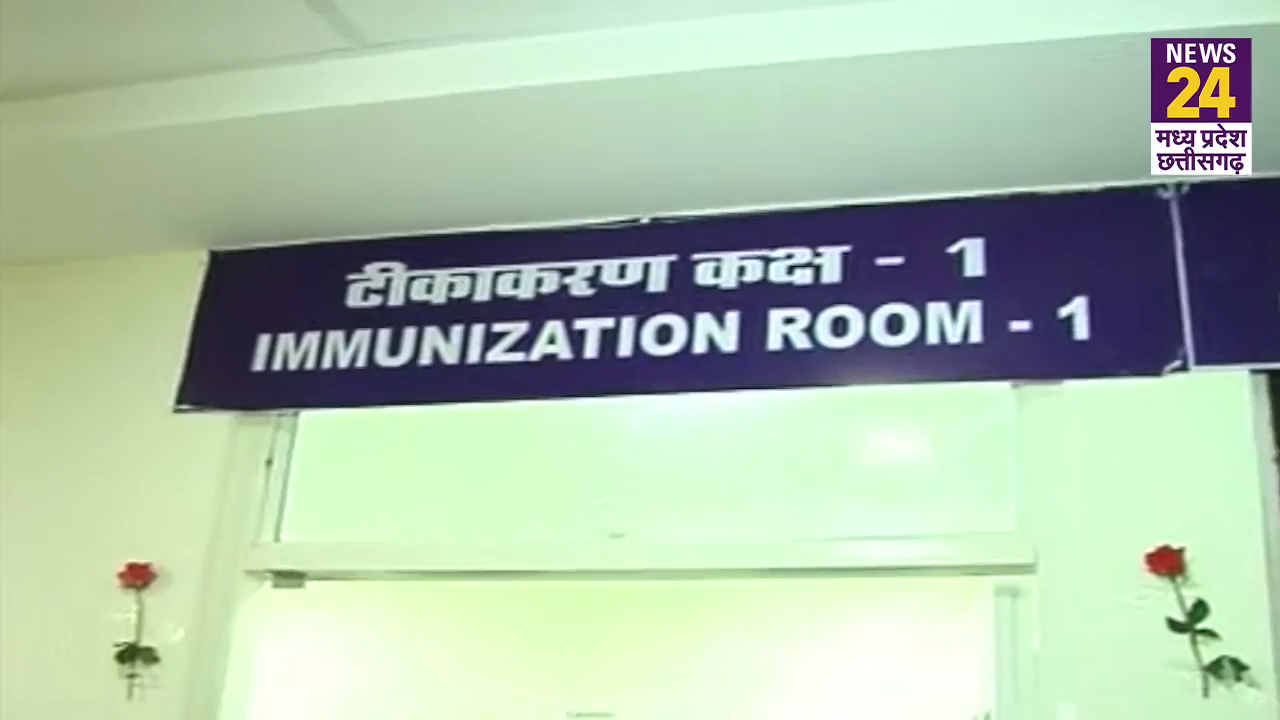 NEWS
24
मध्य प्रदेश
छत्तीसगढ़
टीकाकरण कक्ष - 1
IMMUNIZATION ROOM - 1